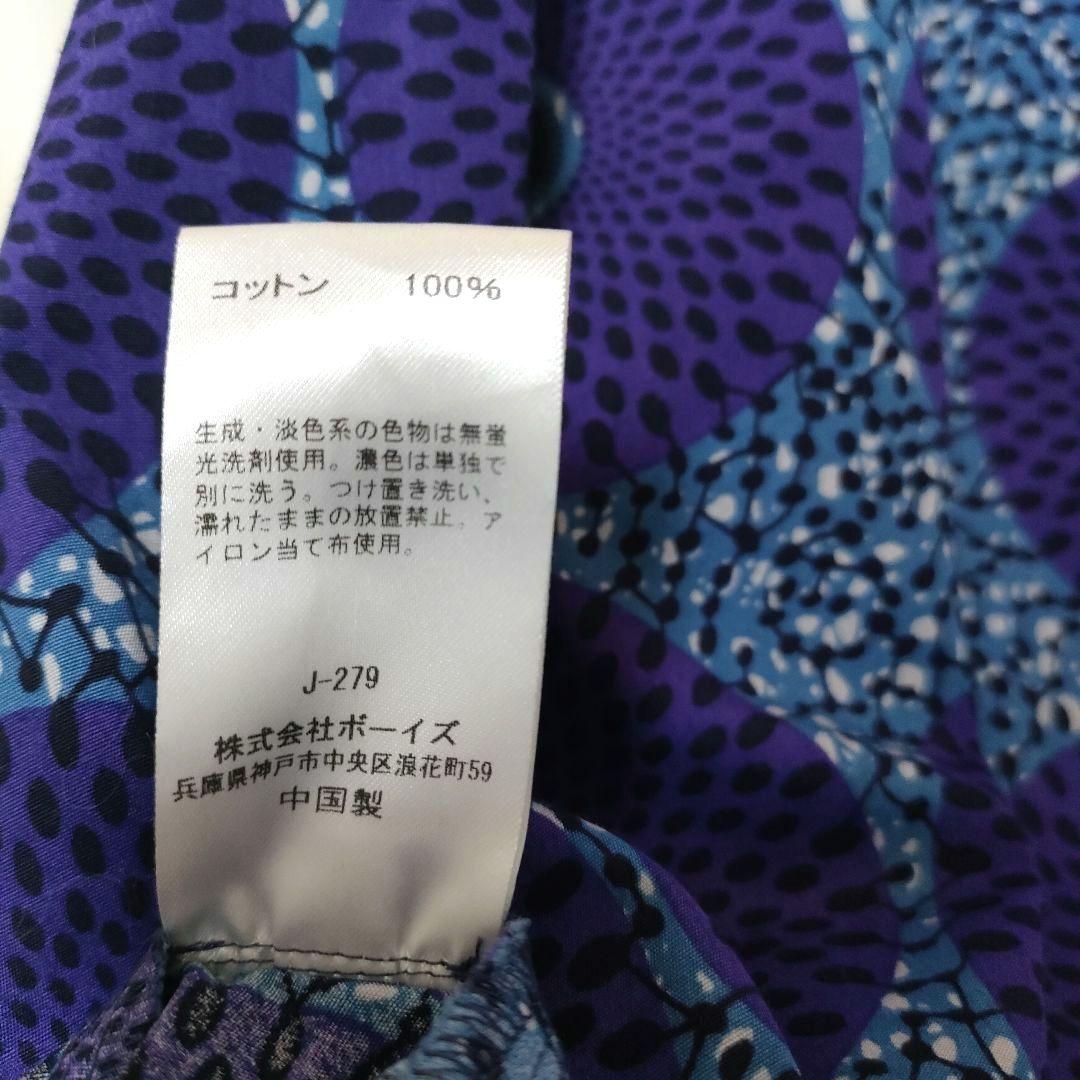 コットン 100%
生成・淡色系の色物は無蛍
光洗剤使用。濃色は単独で
別に洗う。つけ置き洗い、
濡れたままの放置禁止。ア
イロン当て布使用。
J-279
株式会社ボーイズ
兵庫県神戸市中央区浪花町59
中国製